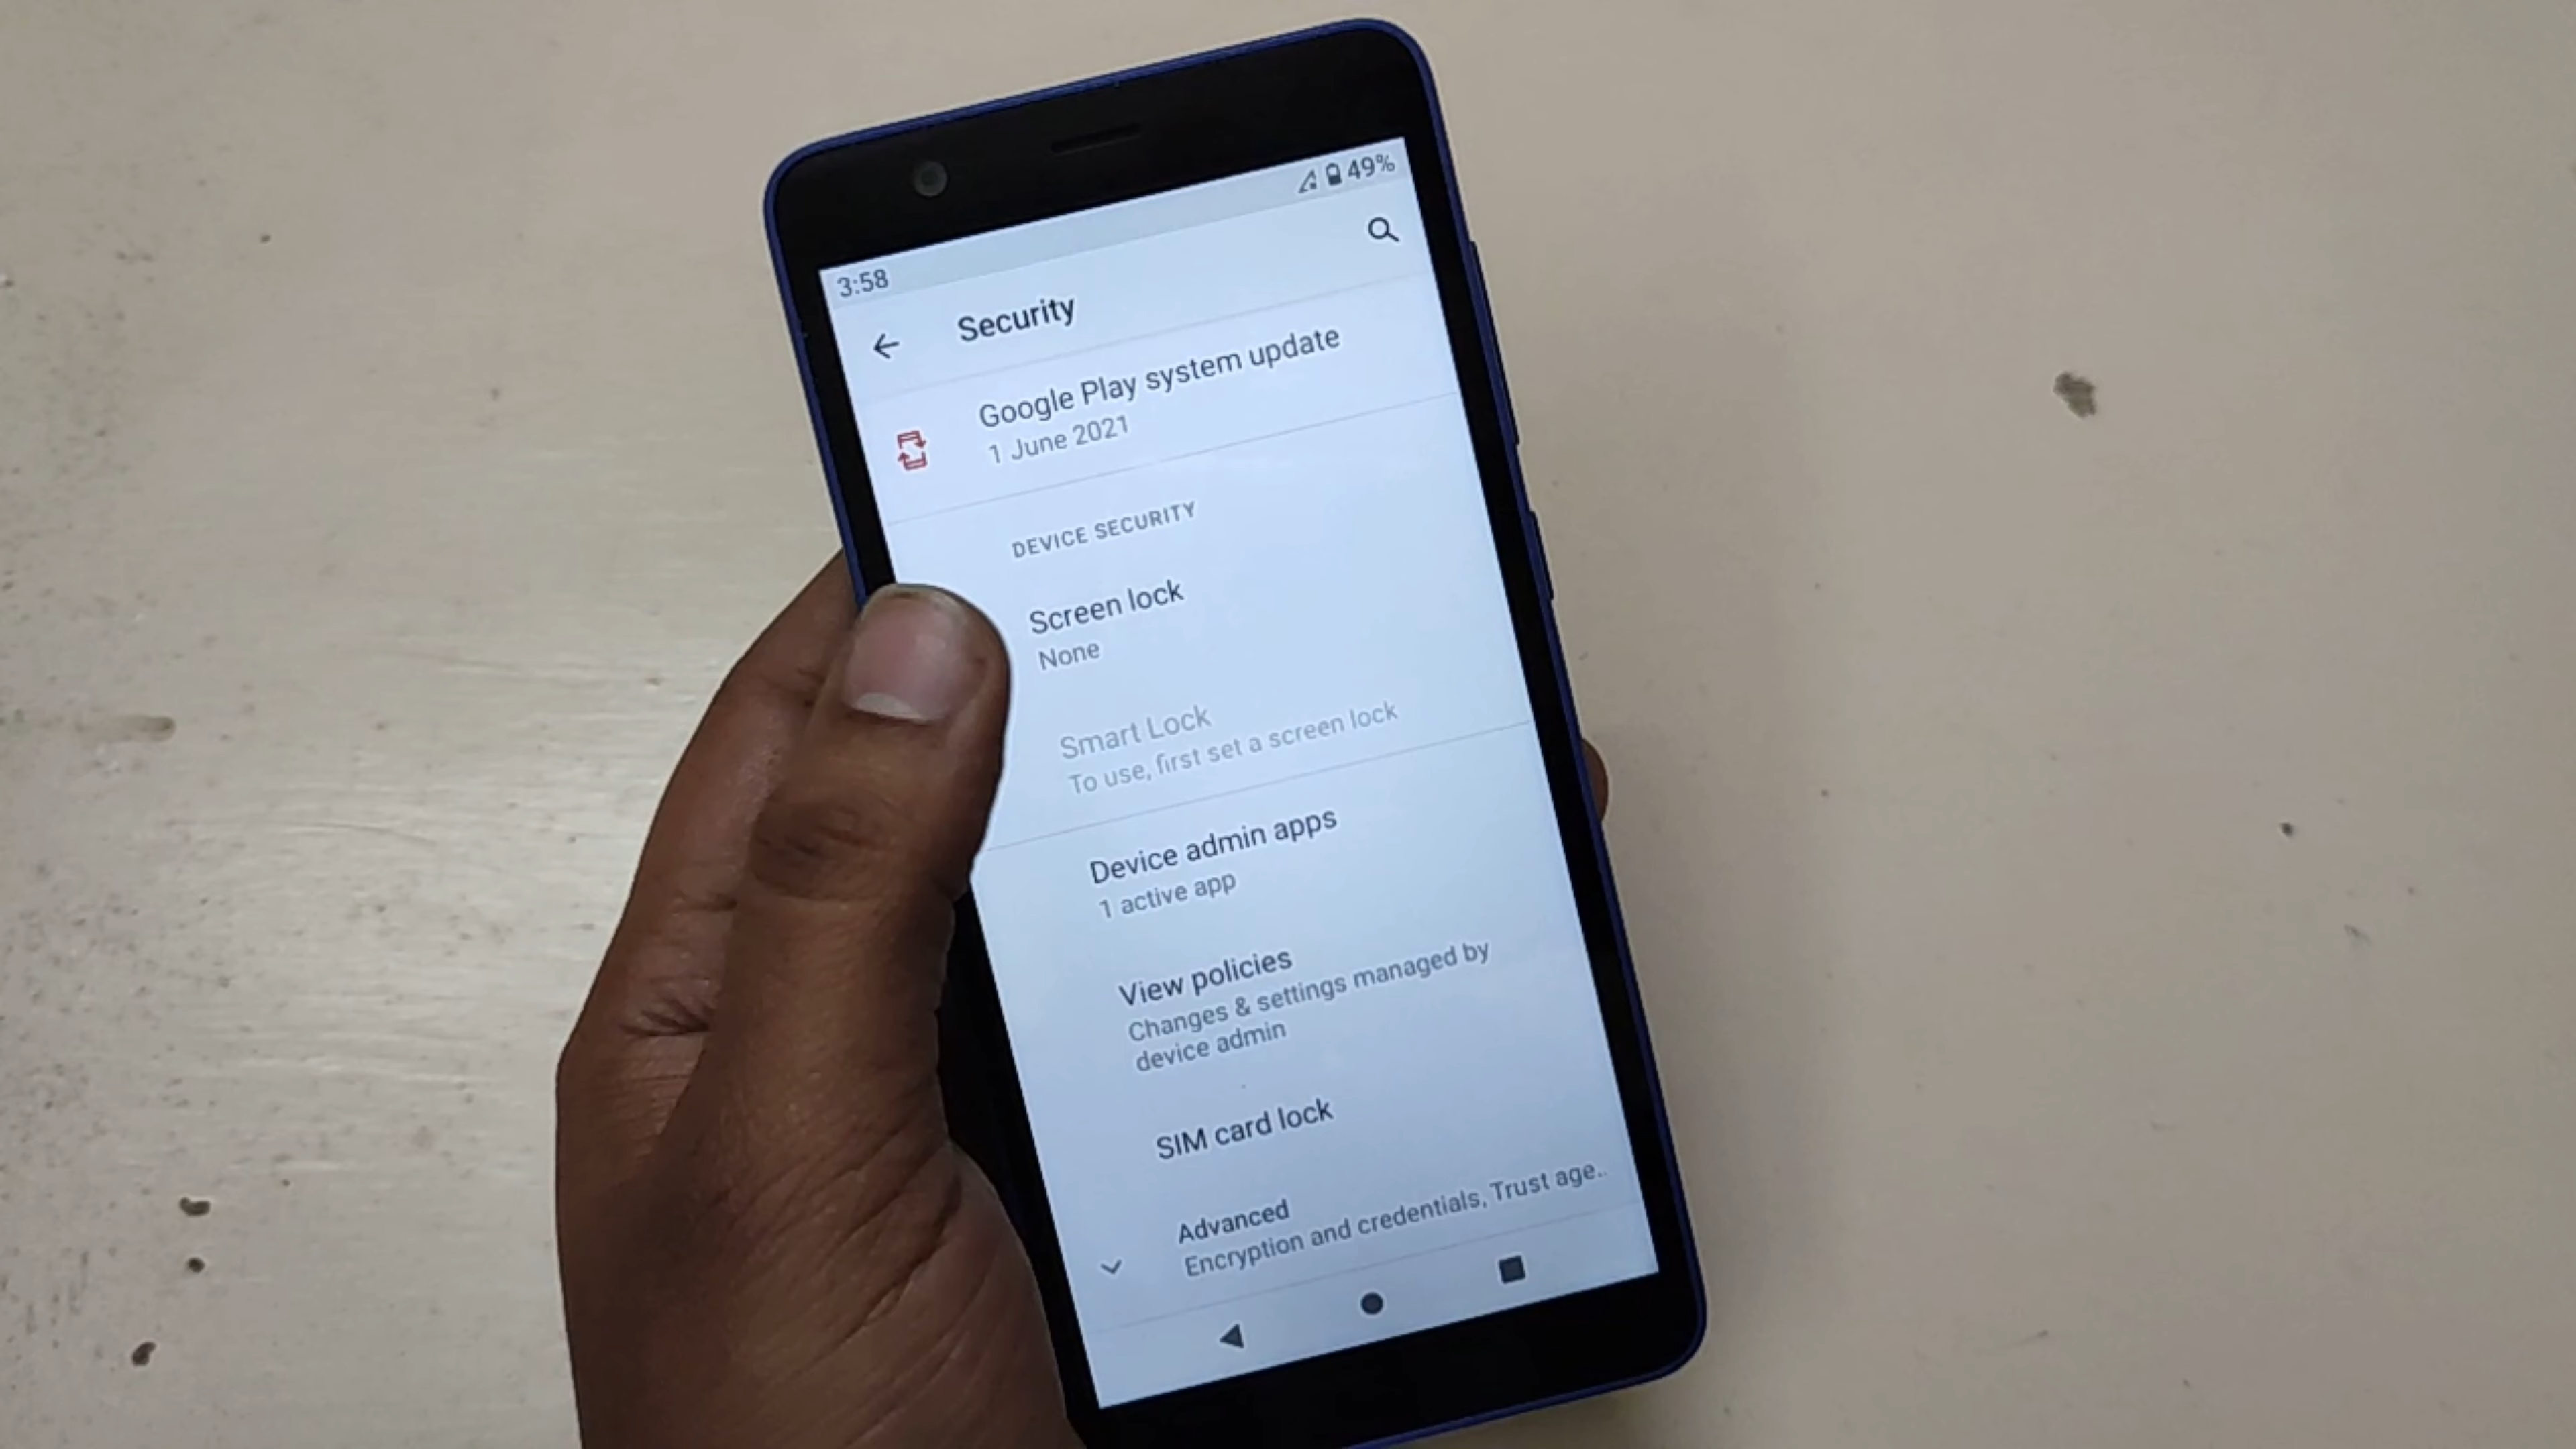 3:58
49%
Security
Google Play system update
1 June 2021
DEVICE SECURITY
Screen lock
None
Smart Lock
To use, first set a screen lock
Device admin apps
1 active app
View policies
Changes & settings managed by
device admin
SIM card lock
Advanced
Encryption and credentials, Trust age..